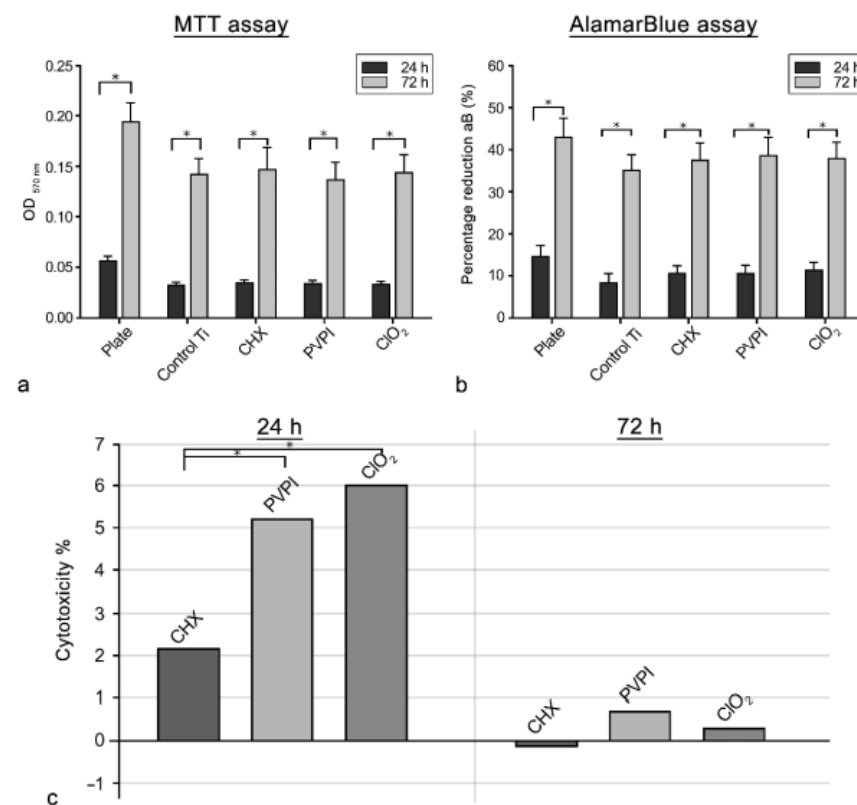 MTT assay
* * * * *
24 h
72 h
OD 570 nm
0.25
0.20
0.15
0.10
0.05
0.00
Plate
Control Ti
CHX
PVPI
ClO₂
a
AlamarBlue assay
* * * * *
24 h
72 h
Percentage reduction aB (%)
60
50
40
30
20
10
0
Plate
Control Ti
CHX
PVPI
ClO₂
b
24 h
72 h
*
*
Cytotoxicity %
7
6
5
4
3
2
1
0
−1
CHX
PVPI
ClO₂
CHX
PVPI
ClO₂
c